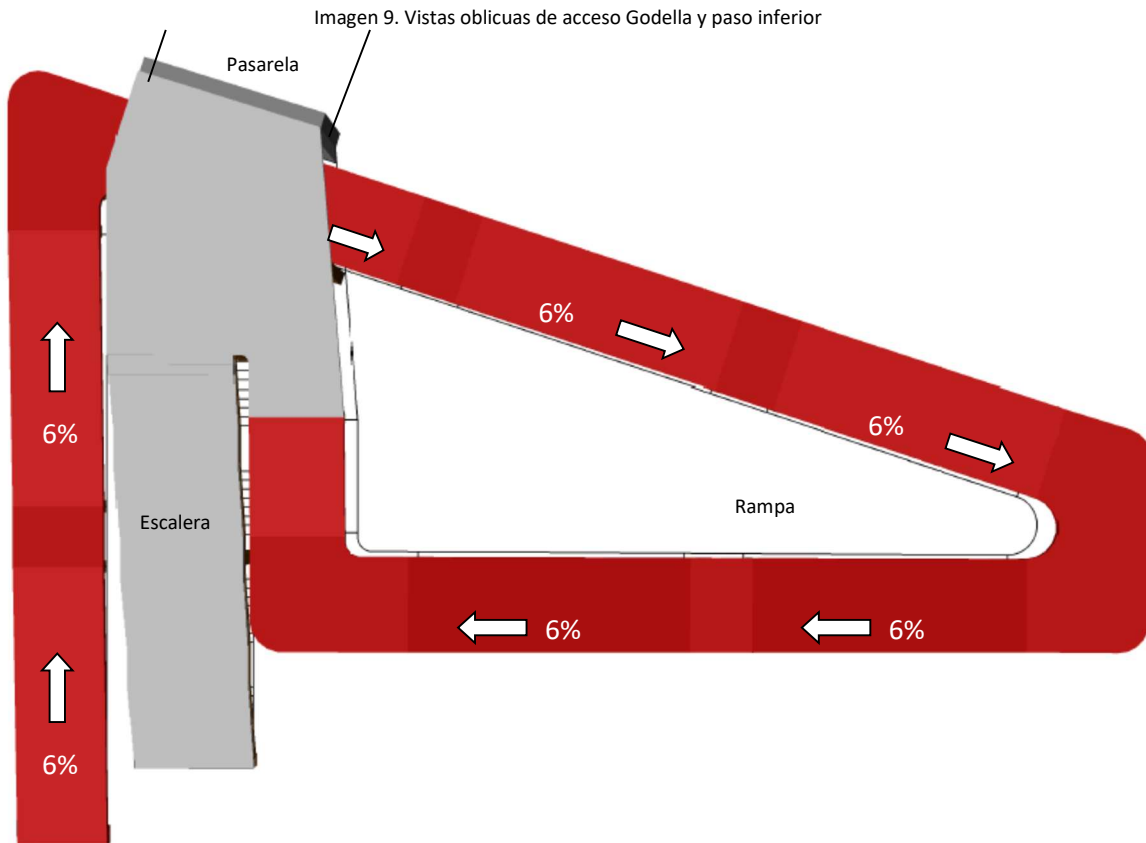 Imagen 9. Vistas oblicuas de acceso Godella y paso inferior
Pasarela
6%
6%
6%
Rampa
Escalera
6%
6%
6%